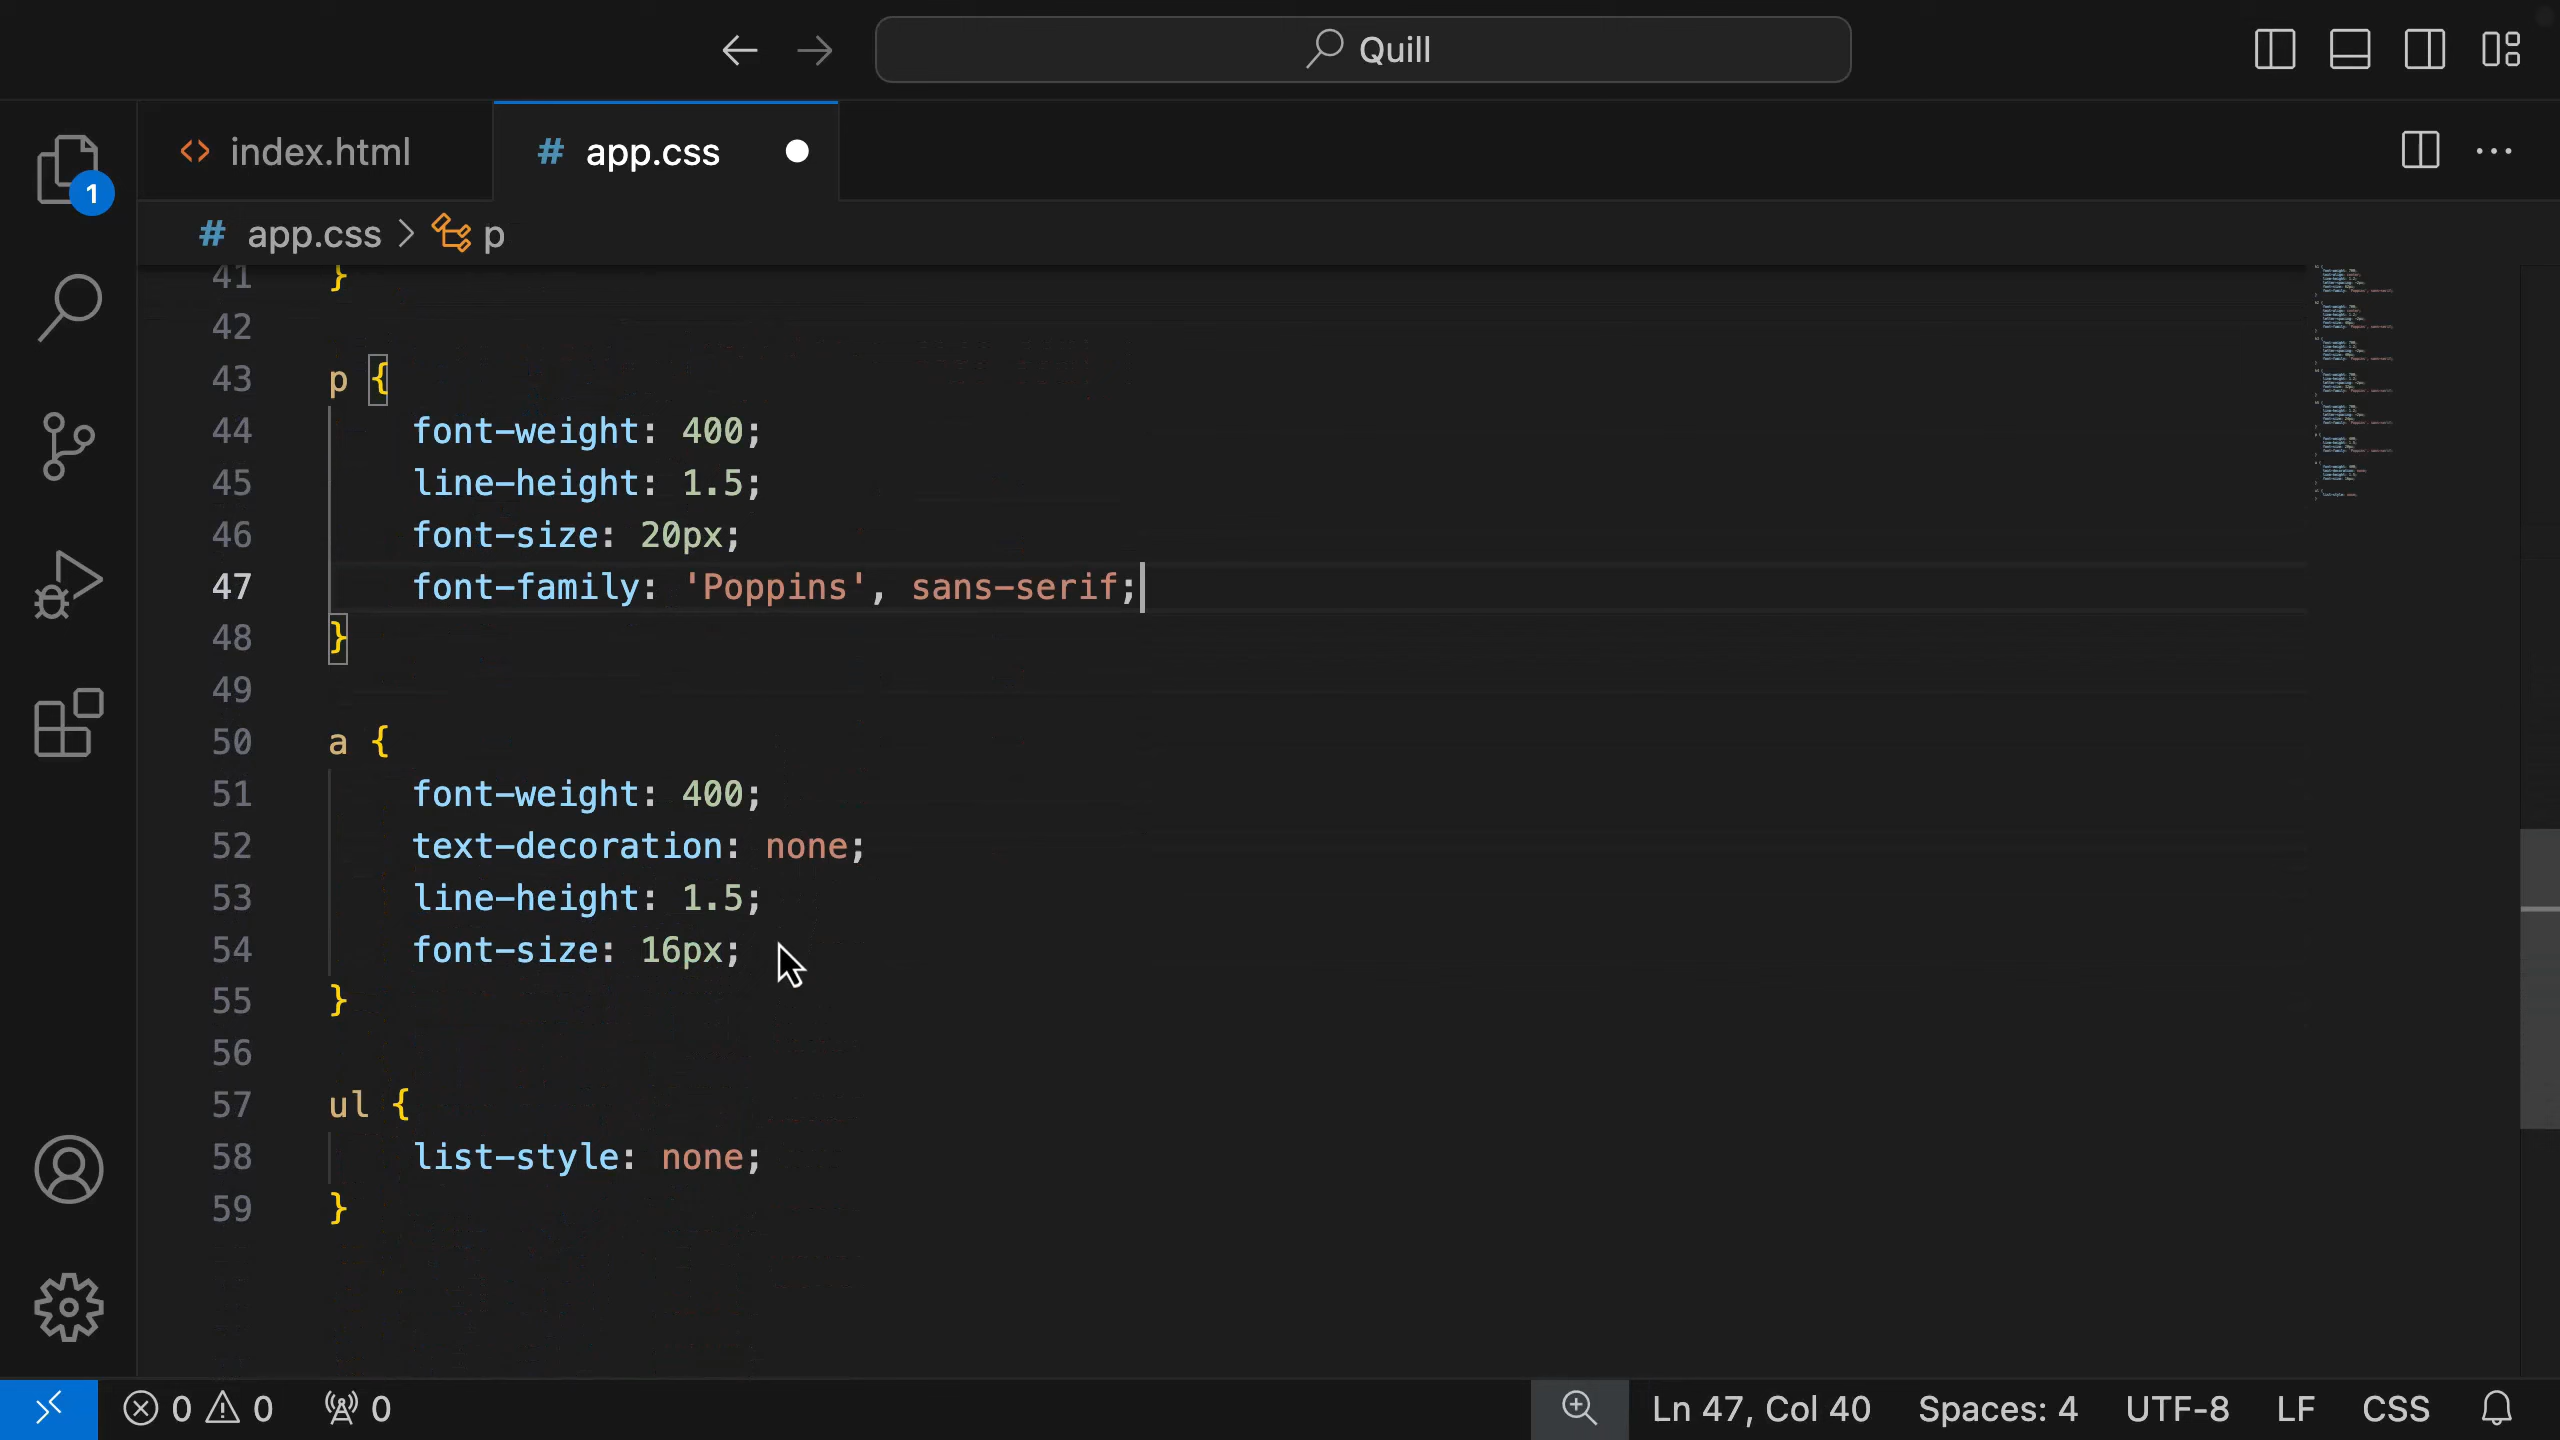 Quill
index.html
app.css
1
app.css > p
41 }
42
43 p {
44 font-weight: 400;
45 line-height: 1.5;
46 font-size: 20px;
47 font-family: 'Poppins', sans-serif;
48 }
49
50 a {
51 font-weight: 400;
52 text-decoration: none;
53 line-height: 1.5;
54 font-size: 16px;
55 }
56
57 ul {
58 list-style: none;
59 }
0 0 0 Ln 47, Col 40 Spaces: 4 UTF-8 LF CSS